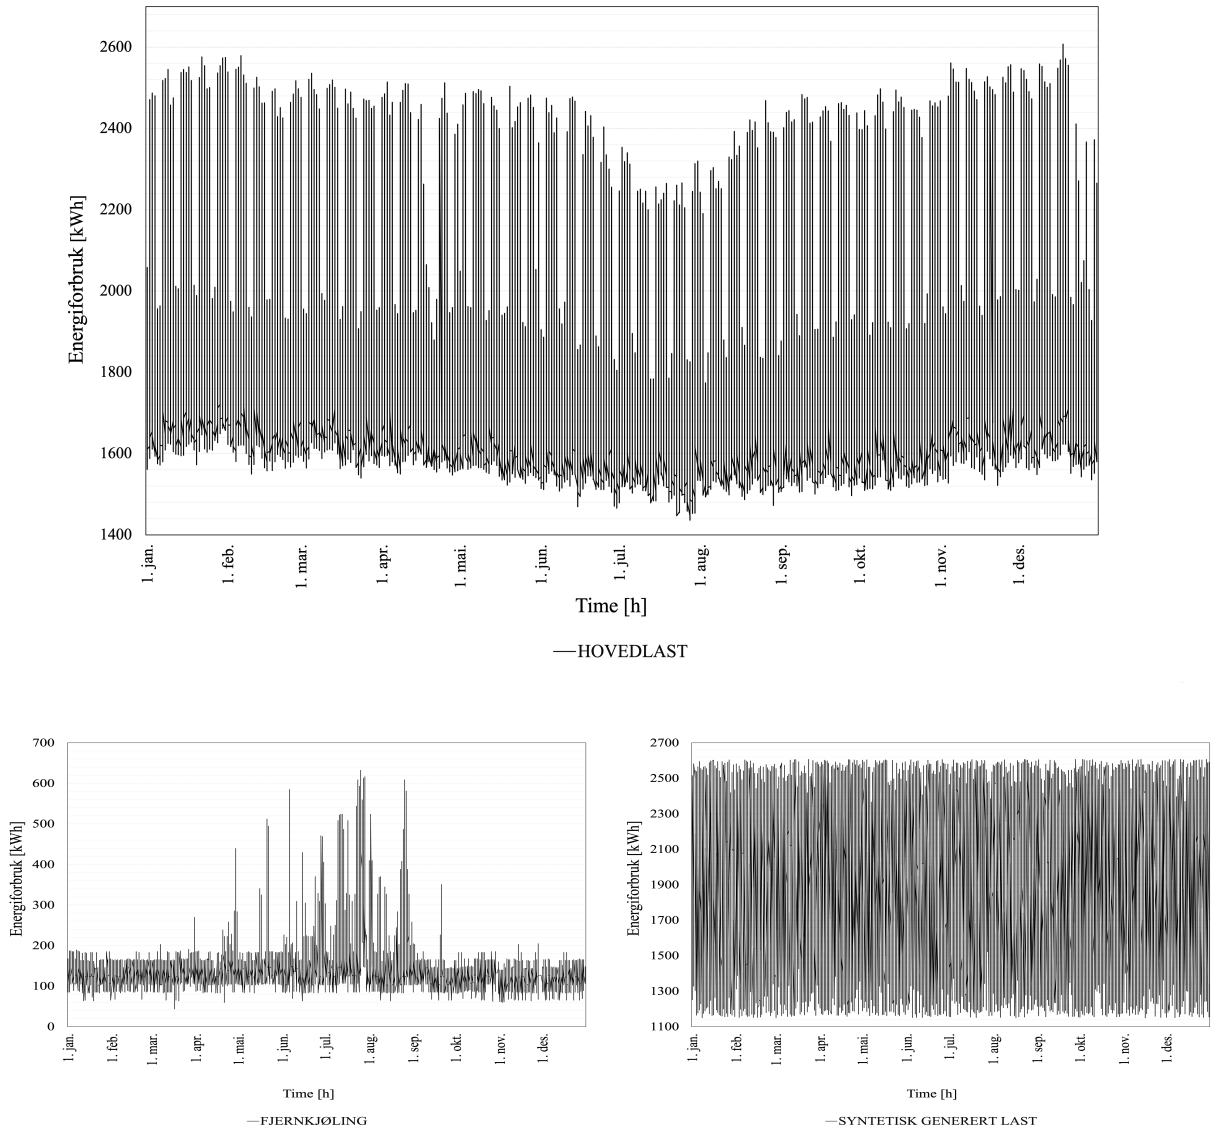 2600
2400
2200
2000
1800
1600
1400
Energiforbruk [kWh]
1. jan.
1. feb.
1. mar.
1. apr.
1. mai.
1. jun.
1. jul.
1. aug.
1. sep.
1. okt.
1. nov.
1. des.
Time [h]
HOVEDLAST
700
600
500
400
300
200
100
0
Energiforbruk [kWh]
1. jan.
1. feb.
1. mar.
1. apr.
1. mai.
1. jun.
1. jul.
1. aug.
1. sep.
1. okt.
1. nov.
1. des.
Time [h]
FJERNKJØLING
2700
2500
2300
2100
1900
1700
1500
1300
1100
Energiforbruk [kWh]
1. jan.
1. feb.
1. mar.
1. apr.
1. mai.
1. jun.
1. jul.
1. aug.
1. sep.
1. okt.
1. nov.
1. des.
Time [h]
SYNTETISK GENERERT LAST